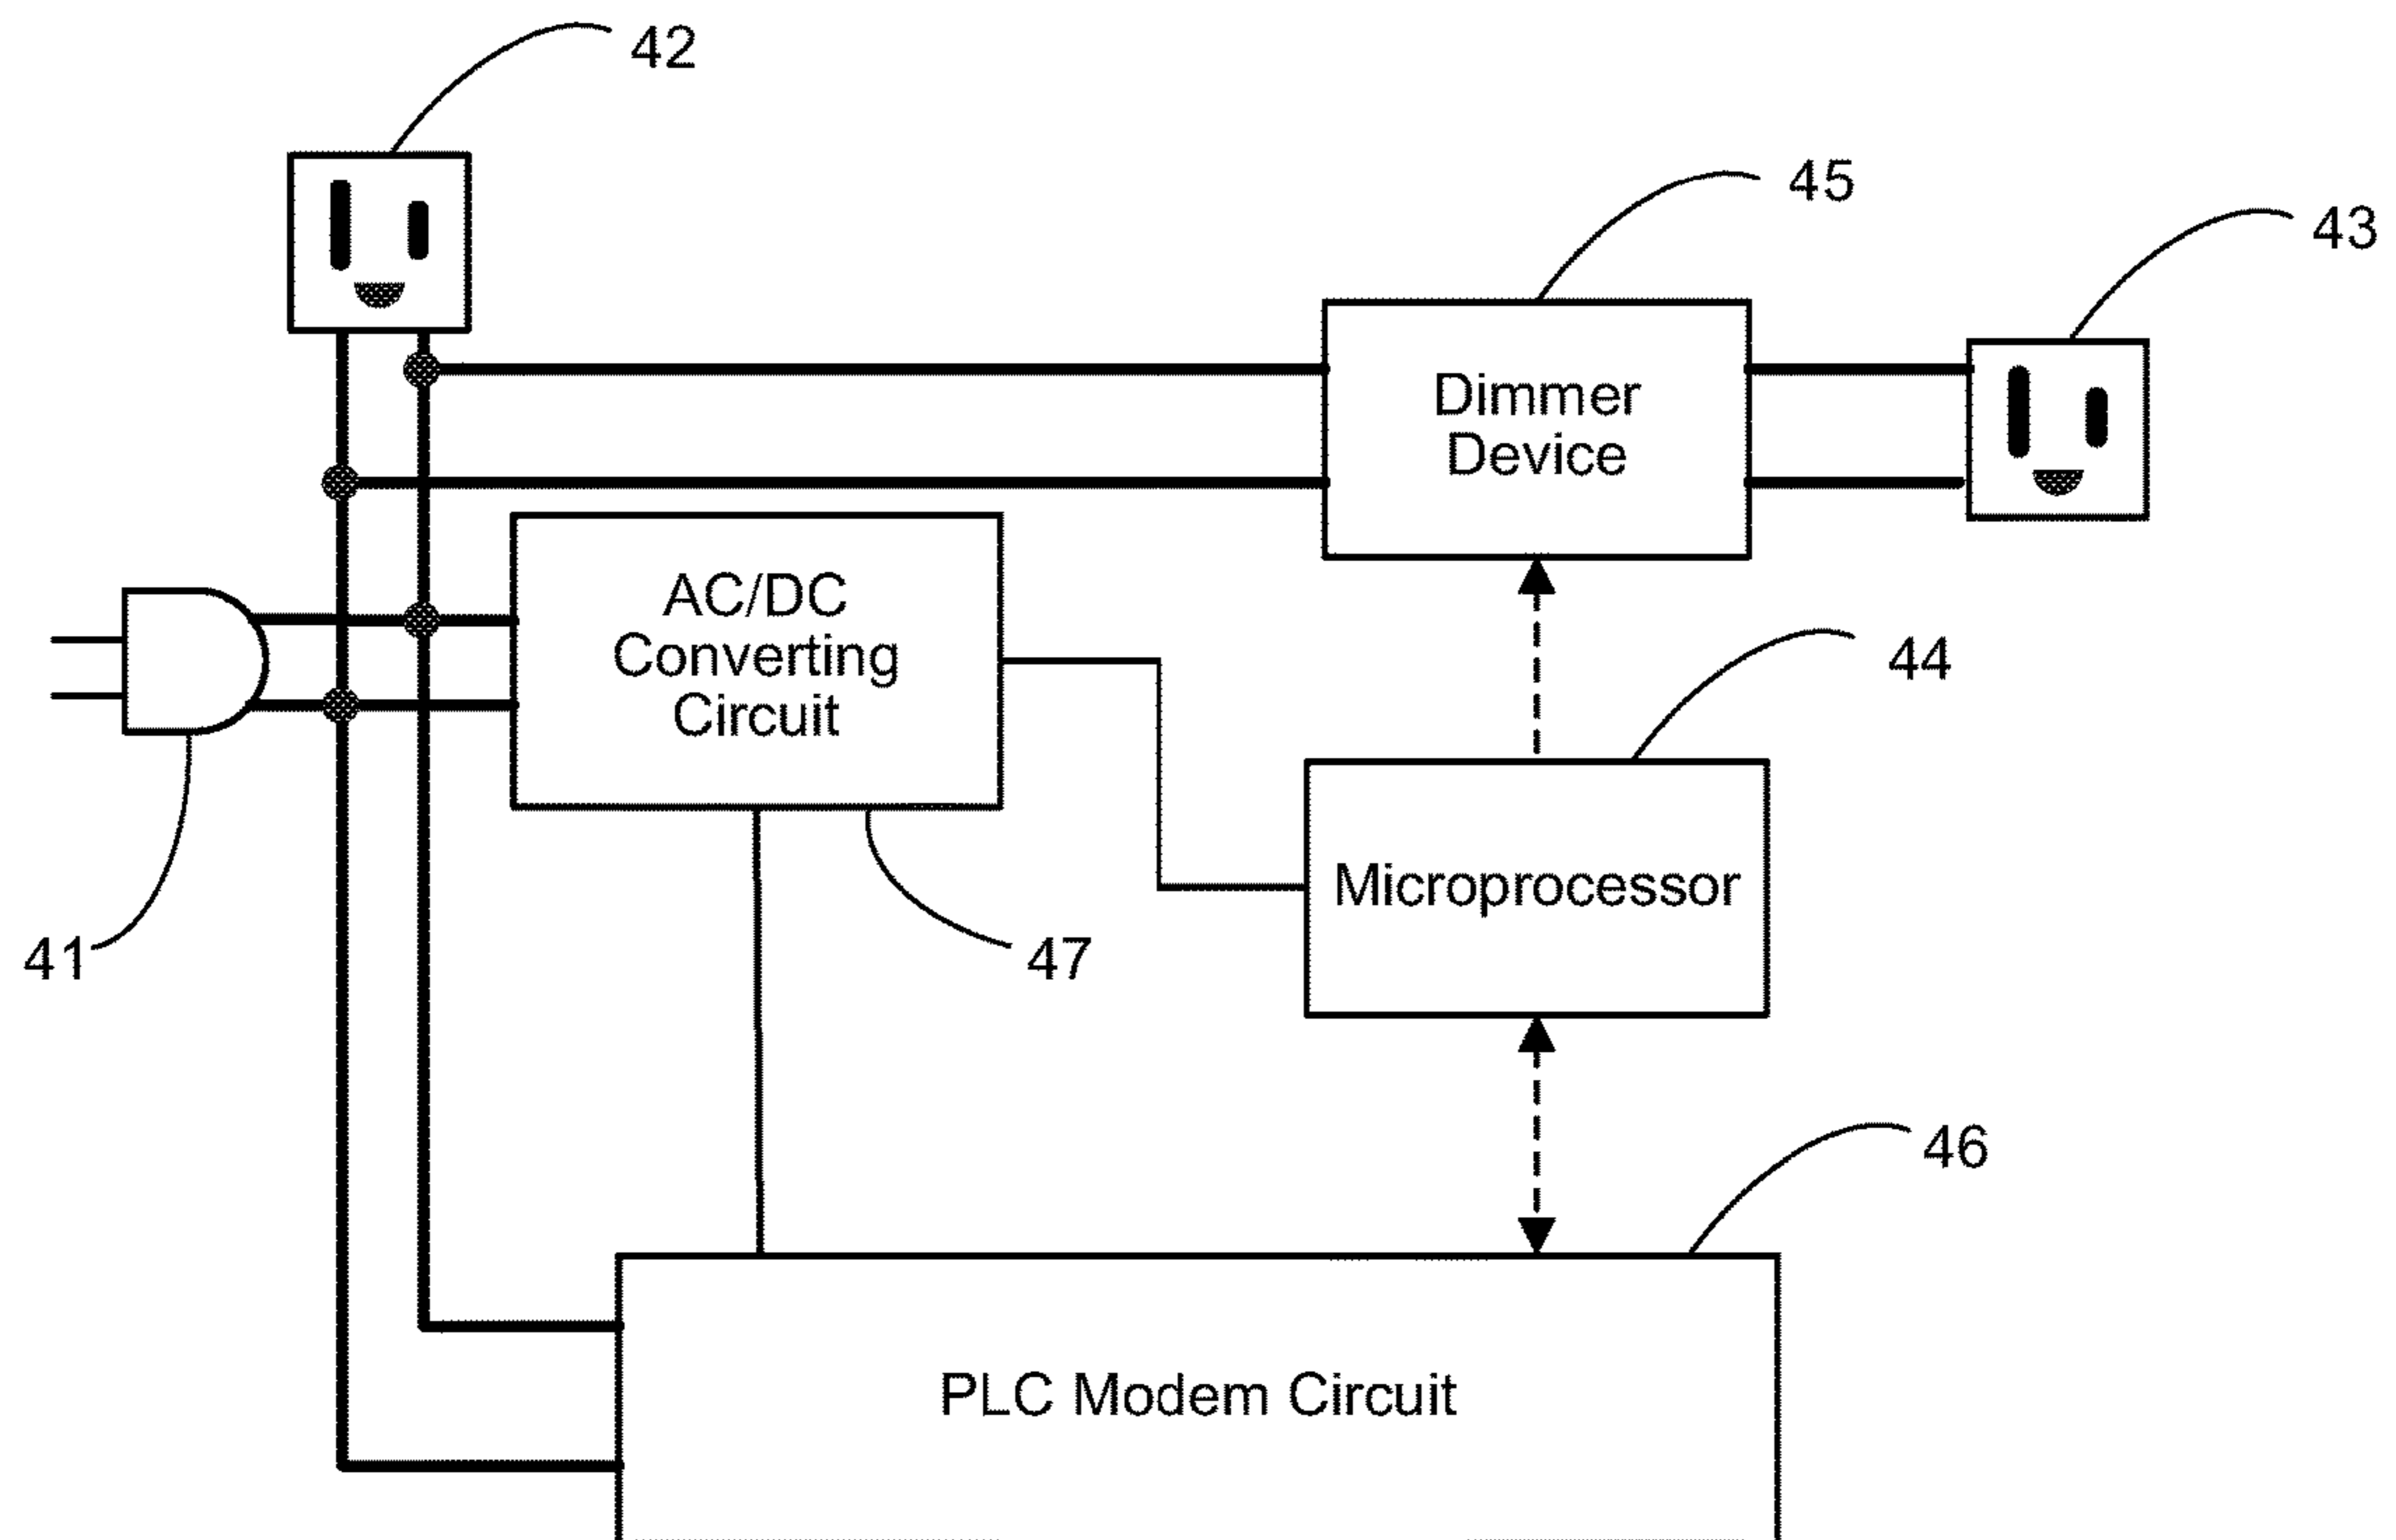 42
45
43
Dimmer
Device
AC/DC
Converting
Circuit
44
Microprocessor
41
47
46
PLC Modem Circuit